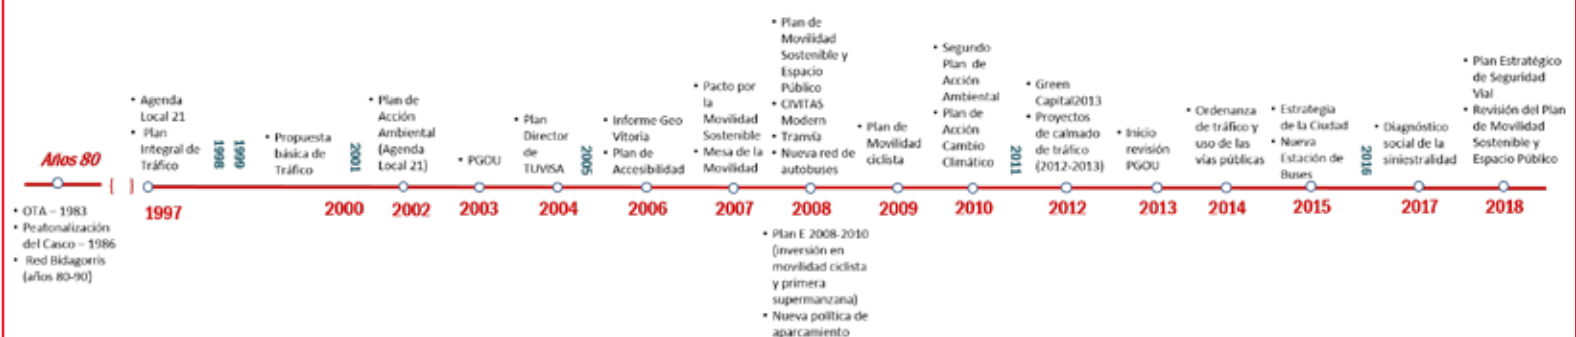 Años 80
• OTA – 1983
• Peatonalización
del Casco – 1986
• Red Bidagorris
(años 80-90]
• Agenda
Local 21
• Plan
Integral de
Tráfico
1997
1998
1999
• Propuesta
básica de
Tráfico
2000
2001
• Plan de
Acción
Ambiental
(Agenda
Local 21)
2002
• PGOU
2003
• Plan
Director
de
TUVISA
2004
2005
• Informe Geo
Vitoria
• Plan de
Accesibilidad
2006
• Pacto por
la
Movilidad
Sostenible
• Mesa de la
Movilidad
2007
• Plan de
Movilidad
Sostenible y
Espacio
Público
• CIVITAS
Modern
• Tranvía
• Nueva red de
autobuses
2008
• Plan E 2008-2010
(inversión en
movilidad ciclista
y primera
supermanzana)
• Nueva política de
aparcamiento
• Plan de
Movilidad
ciclista
2009
• Segundo
Plan de
Acción
Ambiental
• Plan de
Acción
Cambio
Climático
2010
2011
• Green
Capital2013
• Proyectos
de calmado
de tráfico
(2012-2013)
2012
• Inicio
revisión
PGOU
2013
• Ordenanza
de tráfico y
uso de las
vías públicas
2014
• Estrategia
de la Ciudad
• Nueva
Estación de
Buses
2015
2016
• Diagnóstico
social de la
siniestralidad
2017
• Plan Estratégico
de Seguridad
Vial
• Revisión del Plan
de Movilidad
Sostenible y
Espacio Público
2018